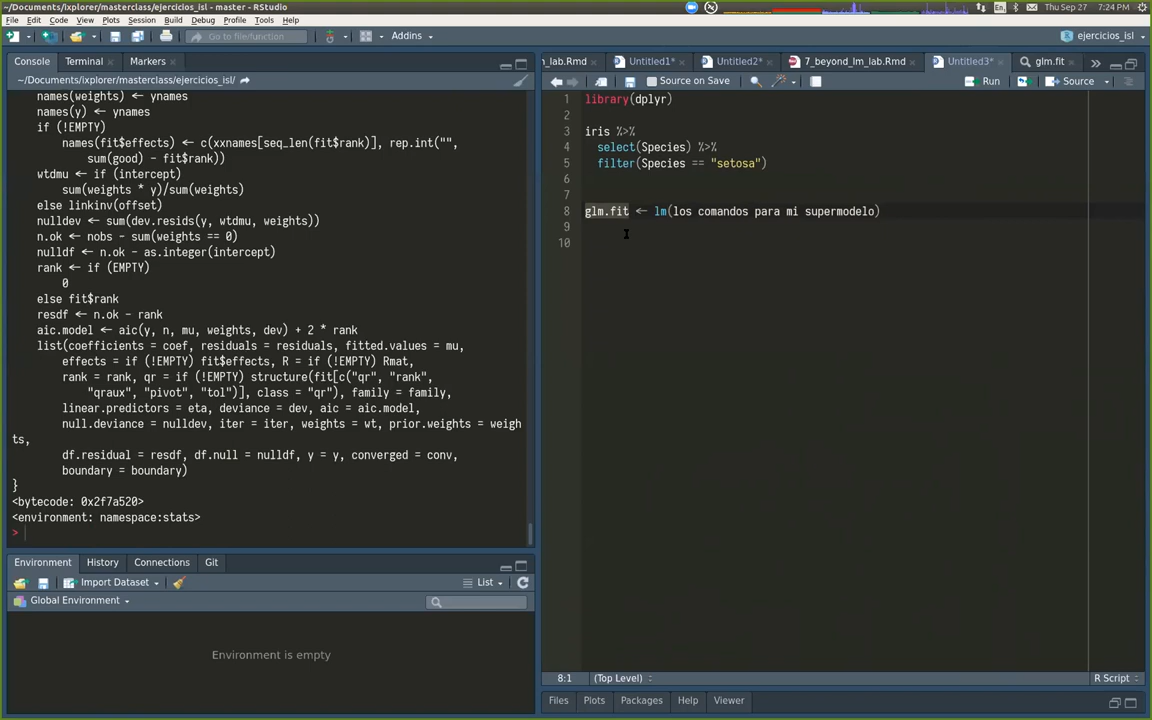 ~/Documents/ixplorer/masterclass/ejercicios_isl - master - RStudio
Thu Sep 27 7:24 PM
File Edit Code View Plots Session Build Debug Profile Tools Help
Go to file/function
Addins
ejercicios_isl
Console Terminal Markers
~/Documents/ixplorer/masterclass/ejercicios_isl/
names(weights) <- ynames
names(y) <- ynames
if (!EMPTY)
names(fit$effects) <- c(xxnames[seq_len(fit$rank)], rep.int("",
sum(good) - fit$rank))
wtdmu <- if (intercept)
sum(weights * y)/sum(weights)
else linkinv(offset)
nulldev <- sum(dev.resids(y, wtdmu, weights))
n.ok <- nobs - sum(weights == 0)
nulldf <- n.ok - as.integer(intercept)
rank <- if (EMPTY)
0
else fit$rank
resdf <- n.ok - rank
aic.model <- aic(y, n, mu, weights, dev) + 2 * rank
list(coefficients = coef, residuals = residuals, fitted.values = mu,
effects = if (!EMPTY) fit$effects, R = if (!EMPTY) Rmat,
rank = rank, qr = if (!EMPTY) structure(fit[c("qr", "rank",
"qraux", "pivot", "tol")], class = "qr"), family = family,
linear.predictors = eta, deviance = dev, aic = aic.model,
null.deviance = nulldev, iter = iter, weights = wt, prior.weights = weigh
ts,
df.residual = resdf, df.null = nulldf, y = y, converged = conv,
boundary = boundary)
}
<bytecode: 0x2f7a520>
<environment: namespace:stats>
>
Environment History Connections Git
Import Dataset List
Global Environment
Environment is empty
_lab.Rmd Untitled1* Untitled2* 7_beyond_lm_lab.Rmd Untitled3* glm.fit
Source on Save Run Source
1 library(dplyr)
2
3 iris %>%
4 select(Species) %>%
5 filter(Species == "setosa")
6
7
8 glm.fit <- lm(los comandos para mi supermodelo)
9
10
8:1 (Top Level) R Script
Files Plots Packages Help Viewer